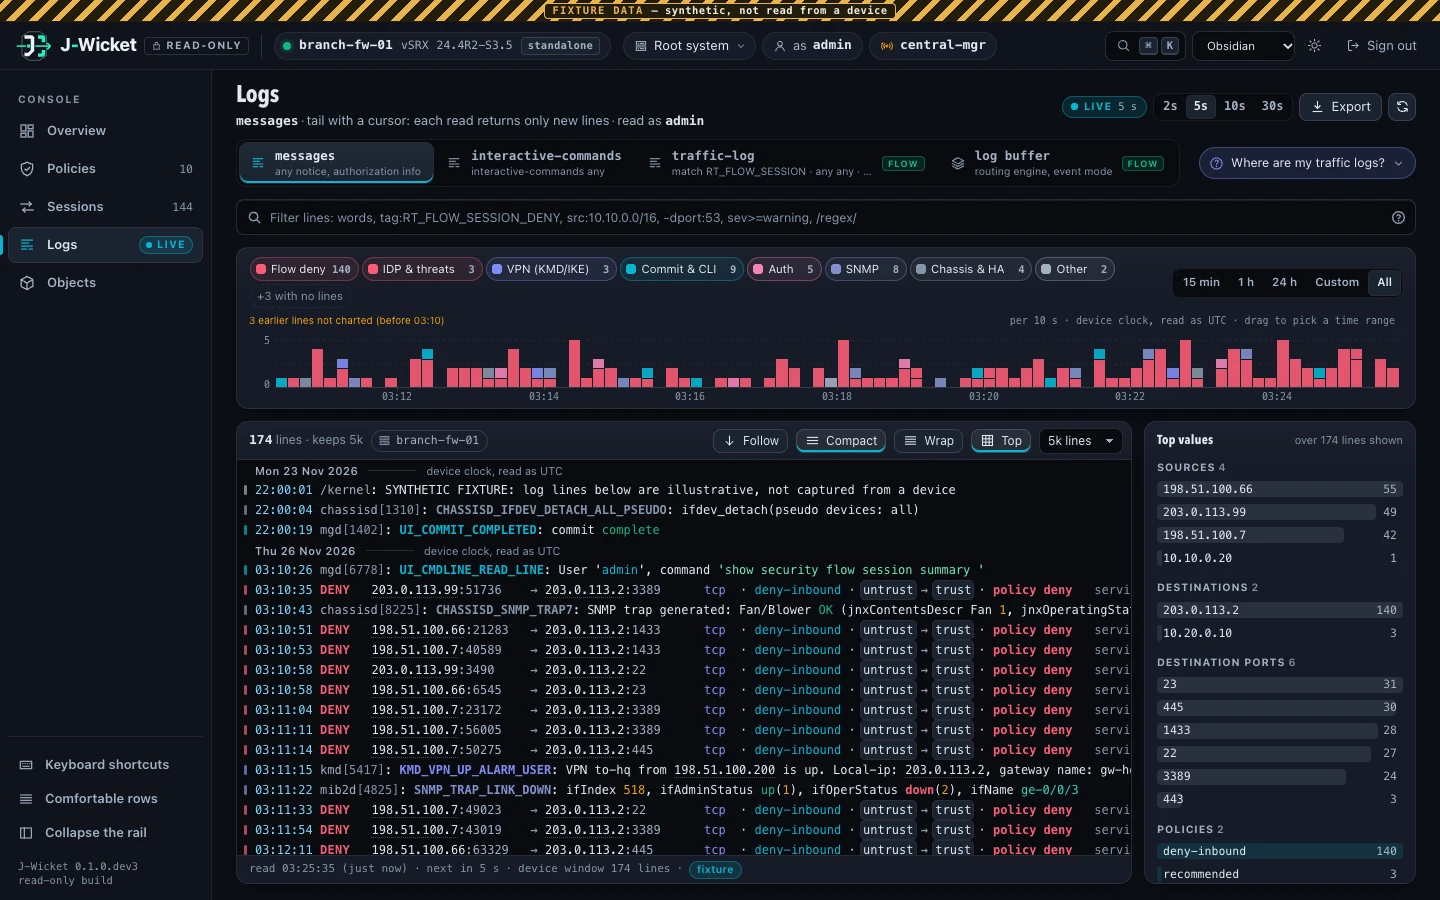 FIXTURE DATA — synthetic, not read from a device
J-Wicket READ-ONLY branch-fw-01 vSRX 24.4R2-S3.5 standalone Root system as admin central-mgr ⌘ K Obsidian Sign out
CONSOLE
Overview
Policies 10
Sessions 144
Logs LIVE
Objects
Keyboard shortcuts
Comfortable rows
Collapse the rail
J-Wicket 0.1.0.dev3
read-only build
Logs
messages · tail with a cursor: each read returns only new lines · read as admin
LIVE 5 s 2s 5s 10s 30s Export
messages
any notice, authorization info
interactive-commands
interactive-commands any
traffic-log
match RT_FLOW_SESSION · any any · ...
FLOW
log buffer
routing engine, event mode
FLOW
Where are my traffic logs?
Filter lines: words, tag:RT_FLOW_SESSION_DENY, src:10.10.0.0/16, -dport:53, sev>=warning, /regex/
Flow deny 140 IDP & threats 3 VPN (KMD/IKE) 3 Commit & CLI 9 Auth 5 SNMP 8 Chassis & HA 4 Other 2
+3 with no lines
15 min 1 h 24 h Custom All
3 earlier lines not charted (before 03:10)
per 10 s · device clock, read as UTC · drag to pick a time range
5
0
03:12 03:14 03:16 03:18 03:20 03:22 03:24
174 lines · keeps 5k branch-fw-01 Follow Compact Wrap Top 5k lines
Mon 23 Nov 2026 device clock, read as UTC
22:00:01 /kernel: SYNTHETIC FIXTURE: log lines below are illustrative, not captured from a device
22:00:04 chassisd[1310]: CHASSISD_IFDEV_DETACH_ALL_PSEUDO: ifdev_detach(pseudo devices: all)
22:00:19 mgd[1402]: UI_COMMIT_COMPLETED: commit complete
Thu 26 Nov 2026 device clock, read as UTC
03:10:26 mgd[6778]: UI_CMDLINE_READ_LINE: User 'admin', command 'show security flow session summary '
03:10:35 DENY 203.0.113.99:51736 → 203.0.113.2:3389 tcp · deny-inbound · untrust → trust · policy deny servi
03:10:43 chassisd[8225]: CHASSISD_SNMP_TRAP7: SNMP trap generated: Fan/Blower OK (jnxContentsDescr Fan 1, jnxOperatingStat
03:10:51 DENY 198.51.100.66:21283 → 203.0.113.2:1433 tcp · deny-inbound · untrust → trust · policy deny servi
03:10:53 DENY 198.51.100.7:40589 → 203.0.113.2:1433 tcp · deny-inbound · untrust → trust · policy deny servi
03:10:58 DENY 203.0.113.99:3490 → 203.0.113.2:22 tcp · deny-inbound · untrust → trust · policy deny servi
03:10:58 DENY 198.51.100.66:6545 → 203.0.113.2:23 tcp · deny-inbound · untrust → trust · policy deny servi
03:11:04 DENY 198.51.100.7:23172 → 203.0.113.2:3389 tcp · deny-inbound · untrust → trust · policy deny servi
03:11:11 DENY 198.51.100.7:56005 → 203.0.113.2:3389 tcp · deny-inbound · untrust → trust · policy deny servi
03:11:14 DENY 198.51.100.7:50275 → 203.0.113.2:445 tcp · deny-inbound · untrust → trust · policy deny servi
03:11:15 kmd[5417]: KMD_VPN_UP_ALARM_USER: VPN to-hq from 198.51.100.200 is up. Local-ip: 203.0.113.2, gateway name: gw-h
03:11:22 mib2d[4825]: SNMP_TRAP_LINK_DOWN: ifIndex 518, ifAdminStatus up(1), ifOperStatus down(2), ifName ge-0/0/3
03:11:33 DENY 198.51.100.7:49023 → 203.0.113.2:22 tcp · deny-inbound · untrust → trust · policy deny servi
03:11:54 DENY 198.51.100.7:43019 → 203.0.113.2:3389 tcp · deny-inbound · untrust → trust · policy deny servi
03:12:11 DENY 198.51.100.66:63329 → 203.0.113.2:445 tcp · deny-inbound · untrust → trust · policy deny servi
read 03:25:35 (just now) · next in 5 s · device window 174 lines · fixture
Top values over 174 lines shown
SOURCES 4
198.51.100.66 55
203.0.113.99 49
198.51.100.7 42
10.10.0.20 1
DESTINATIONS 2
203.0.113.2 140
10.20.0.10 3
DESTINATION PORTS 6
23 31
445 30
1433 28
22 27
3389 24
443 3
POLICIES 2
deny-inbound 140
recommended 3